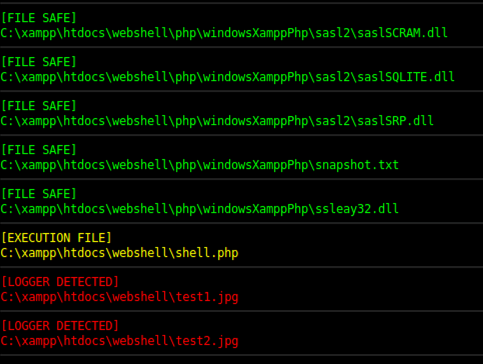 [FILE SAFE]
C:\xampp\htdocs\webshell\php\windowsXamppPhp\sasl2\saslSCRAM.dll
[FILE SAFE]
C:\xampp\htdocs\webshell\php\windowsXamppPhp\sasl2\saslSQLITE.dll
[FILE SAFE]
C:\xampp\htdocs\webshell\php\windowsXamppPhp\sasl2\saslSRP.dll
[FILE SAFE]
C:\xampp\htdocs\webshell\php\windowsXamppPhp\snapshot.txt
[FILE SAFE]
C:\xampp\htdocs\webshell\php\windowsXamppPhp\ssleay32.dll
[EXECUTION FILE]
C:\xampp\htdocs\webshell\shell.php
[LOGGER DETECTED]
C:\xampp\htdocs\webshell\test1.jpg
[LOGGER DETECTED]
C:\xampp\htdocs\webshell\test2.jpg